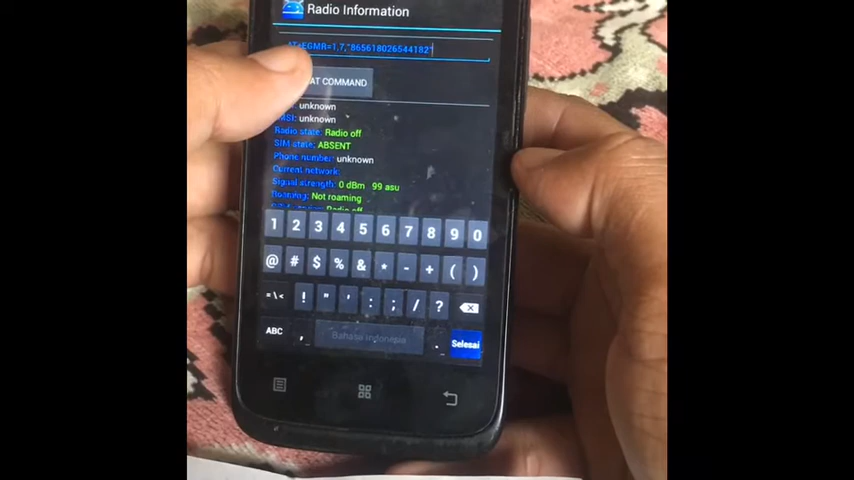 Radio Information
AT+EGMR=1,7,"865618026544182"
AT COMMAND
unknown
unknown
Radio state: Radio off
SIM state: ABSENT
Phone number: unknown
Current network:
Signal strength: 0 dBm 99 asu
Roaming: Not roaming
Radio off
1 2 3 4 5 6 7 8 9 0
@ # $ % & * - + ( )
=\< ! " ' : ; / ?
ABC , Bahasa Indonesia . Selesai